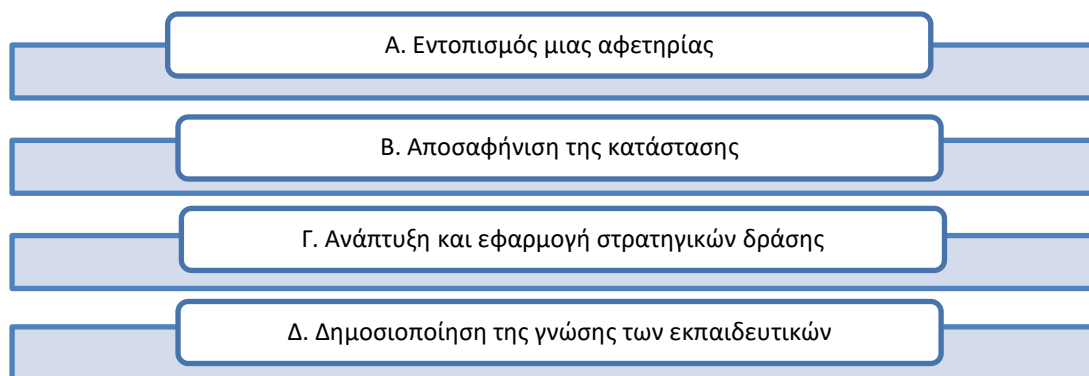 Α. Εντοπισμός μιας αφετηρίας
Β. Αποσαφήνιση της κατάστασης
Γ. Ανάπτυξη και εφαρμογή στρατηγικών δράσης
Δ. Δημοσιοποίηση της γνώσης των εκπαιδευτικών